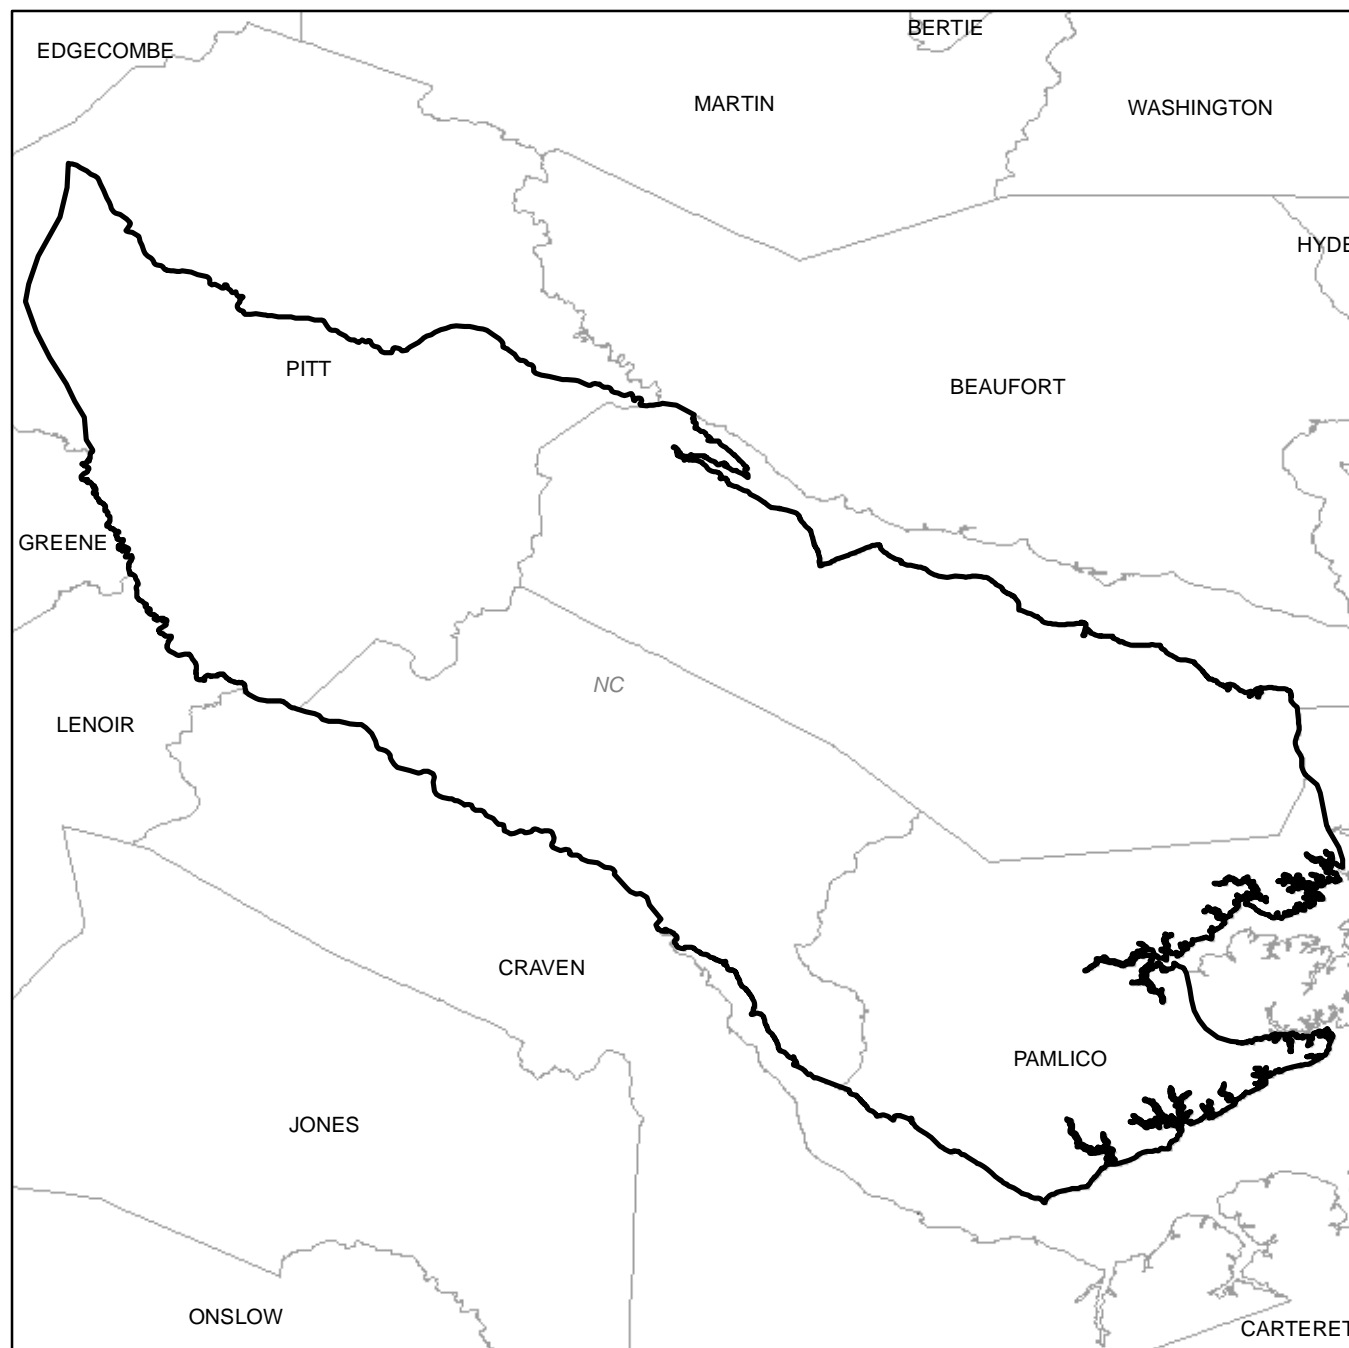 BERTIE
EDGECOMBE
MARTIN
WASHINGTON
HYDE
PITT
BEAUFORT
GREENE
NC
LENOIR
CRAVEN
PAMLICO
JONES
ONSLOW
CARTERET